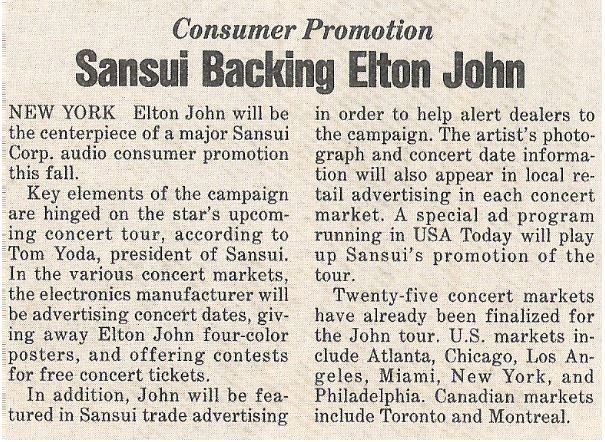 Consumer Promotion
Sansui Backing Elton John
NEW YORK Elton John will be
the centerpiece of a major Sansui
Corp. audio consumer promotion
this fall.
Key elements of the campaign
are hinged on the star's upcom-
ing concert tour, according to
Tom Yoda, president of Sansui.
In the various concert markets,
the electronics manufacturer will
be advertising concert dates, giv-
ing away Elton John four-color
posters, and offering contests
for free concert tickets.
In addition, John will be fea-
tured in Sansui trade advertising
in order to help alert dealers to
the campaign. The artist's photo-
graph and concert date informa-
tion will also appear in local re-
tail advertising in each concert
market. A special ad program
running in USA Today will play
up Sansui's promotion of the
tour.
Twenty-five concert markets
have already been finalized for
the John tour. U.S. markets in-
clude Atlanta, Chicago, Los An-
geles, Miami, New York, and
Philadelphia. Canadian markets
include Toronto and Montreal.